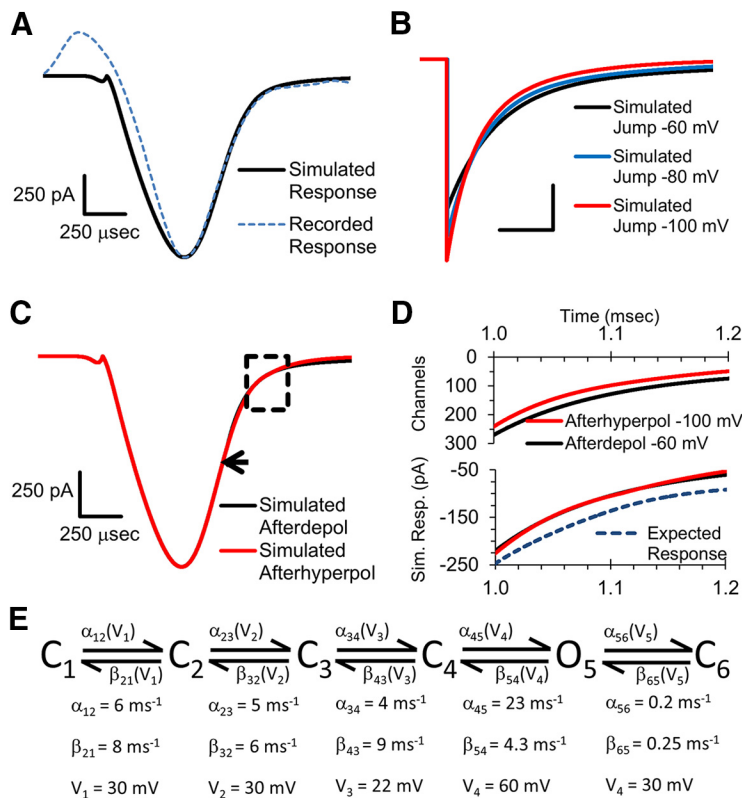 A
250 pA
250 μsec
Simulated
Response
Recorded
Response
B
Simulated
Jump -60 mV
Simulated
Jump -80 mV
Simulated
Jump -100 mV
C
250 pA
250 μsec
Simulated
Afterdepol
Simulated
Afterhyperpol
D
Time (msec)
1.0 1.1 1.2
Channels
0
100
200
300
Afterhyperpol -100 mV
Afterdepol -60 mV
Sim. Resp. (pA)
-50
-150
-250
Expected
Response
1.0 1.1 1.2
E
α12(V1) α23(V2) α34(V3) α45(V4) α56(V5)
C1 C2 C3 C4 O5 C6
β21(V1) β32(V2) β43(V3) β54(V4) β65(V5)
α12 = 6 ms-1 α23 = 5 ms-1 α34 = 4 ms-1 α45 = 23 ms-1 α56 = 0.2 ms-1
β21 = 8 ms-1 β32 = 6 ms-1 β43 = 9 ms-1 β54 = 4.3 ms-1 β65 = 0.25 ms-1
V1 = 30 mV V2 = 30 mV V3 = 22 mV V4 = 60 mV V4 = 30 mV